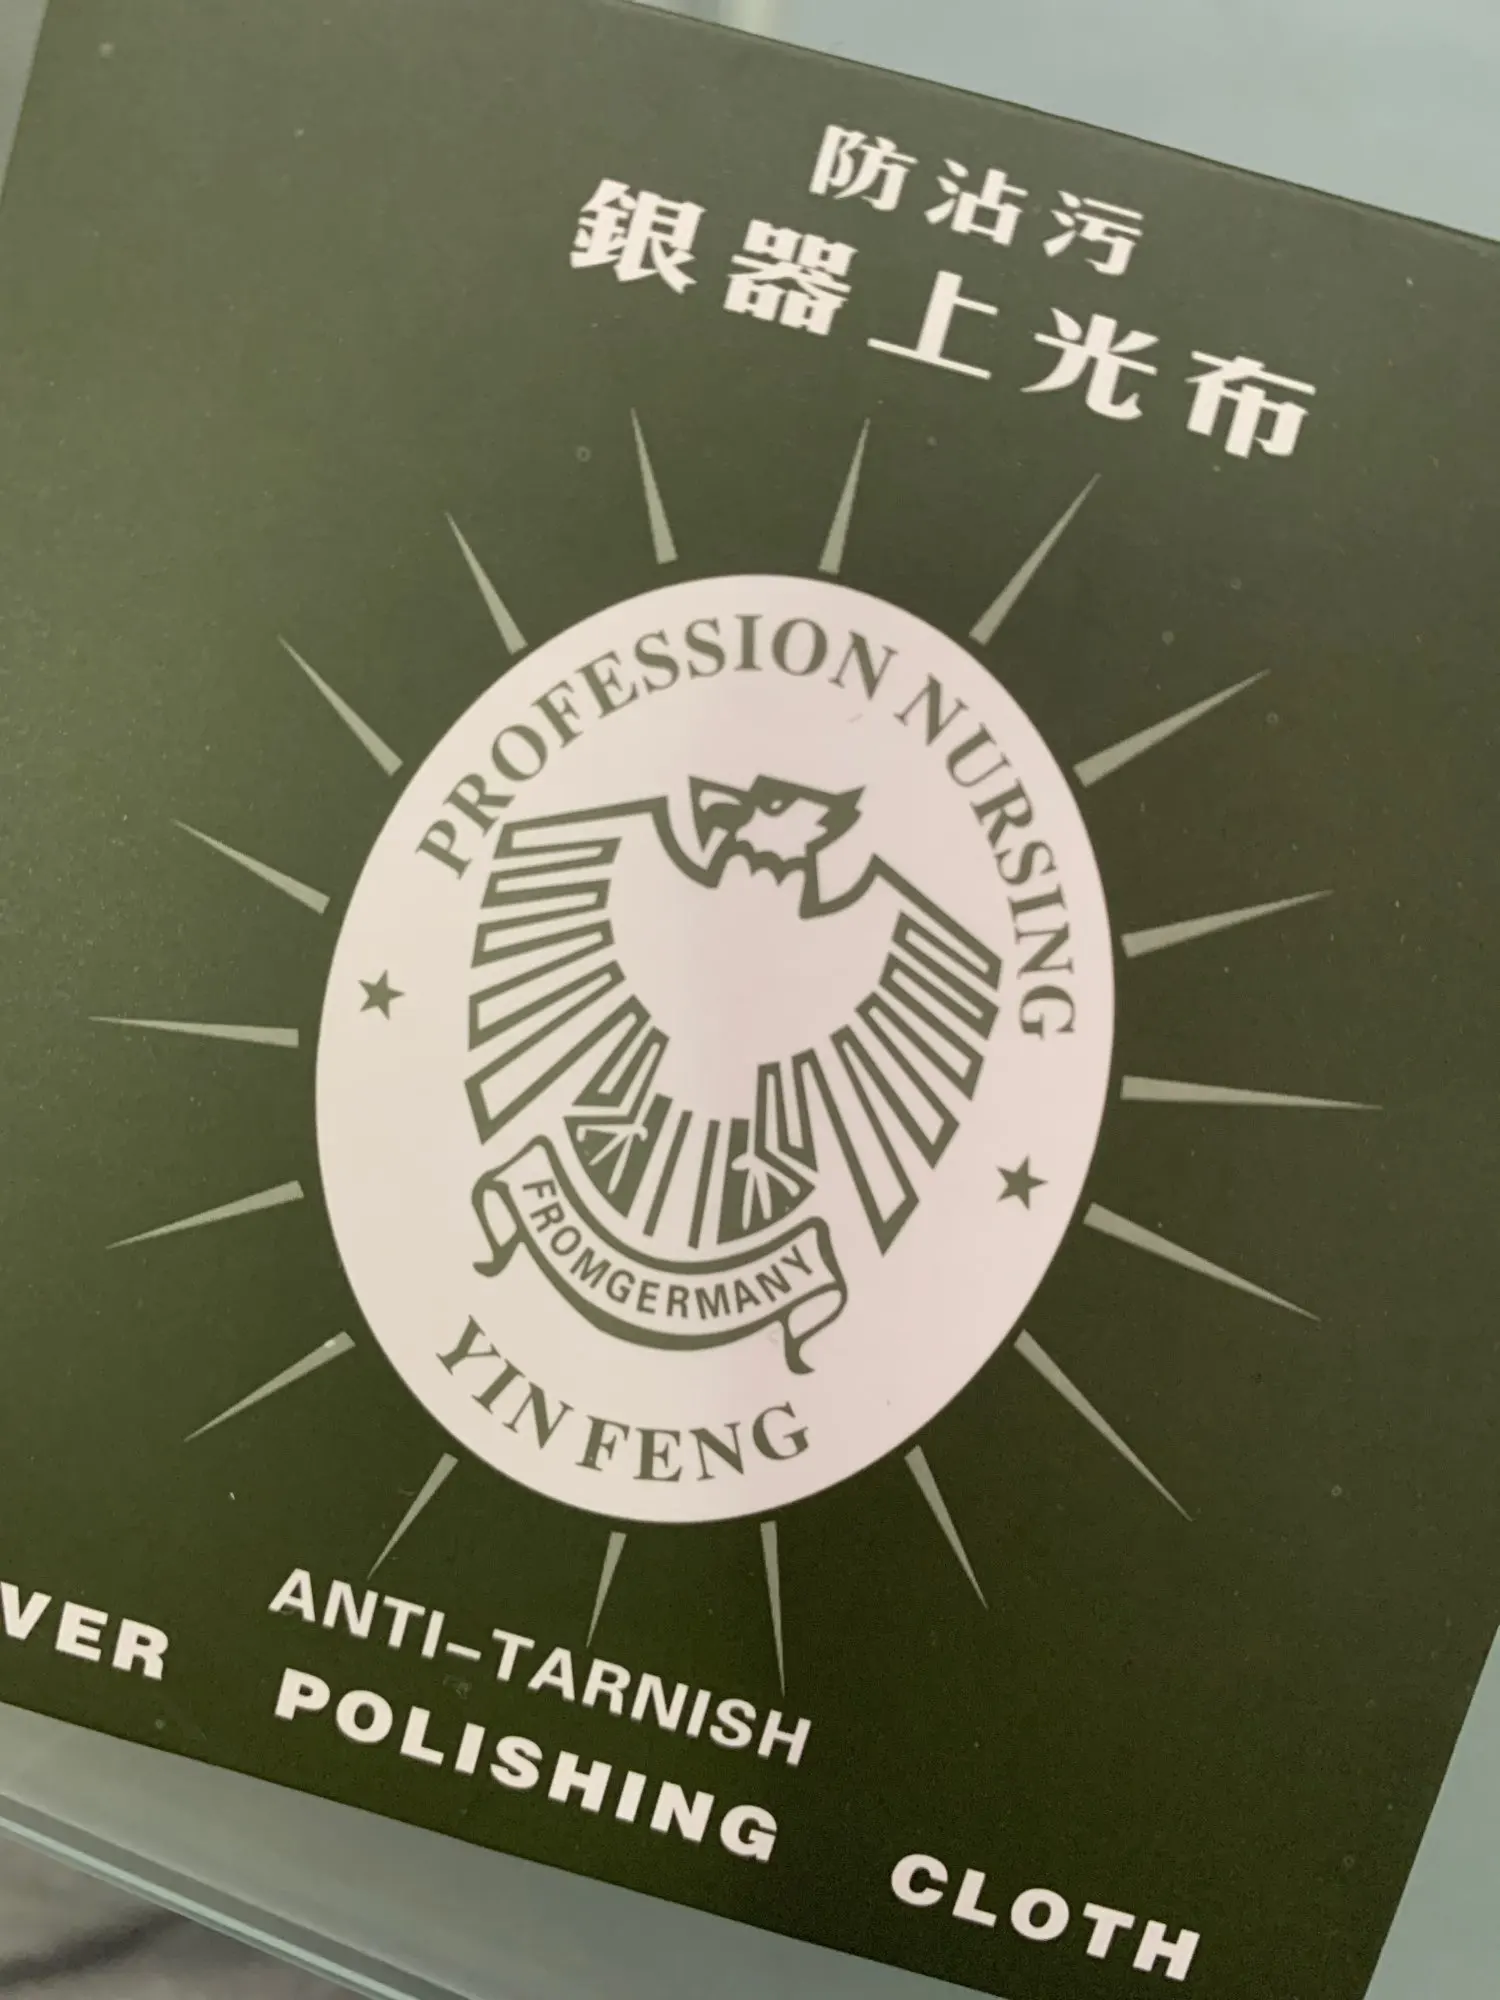 防沾污
銀器上光布
PROFESSION NURSING
FROMGERMANY
YIN FENG
ANTI-TARNISH
VER POLISHING CLOTH